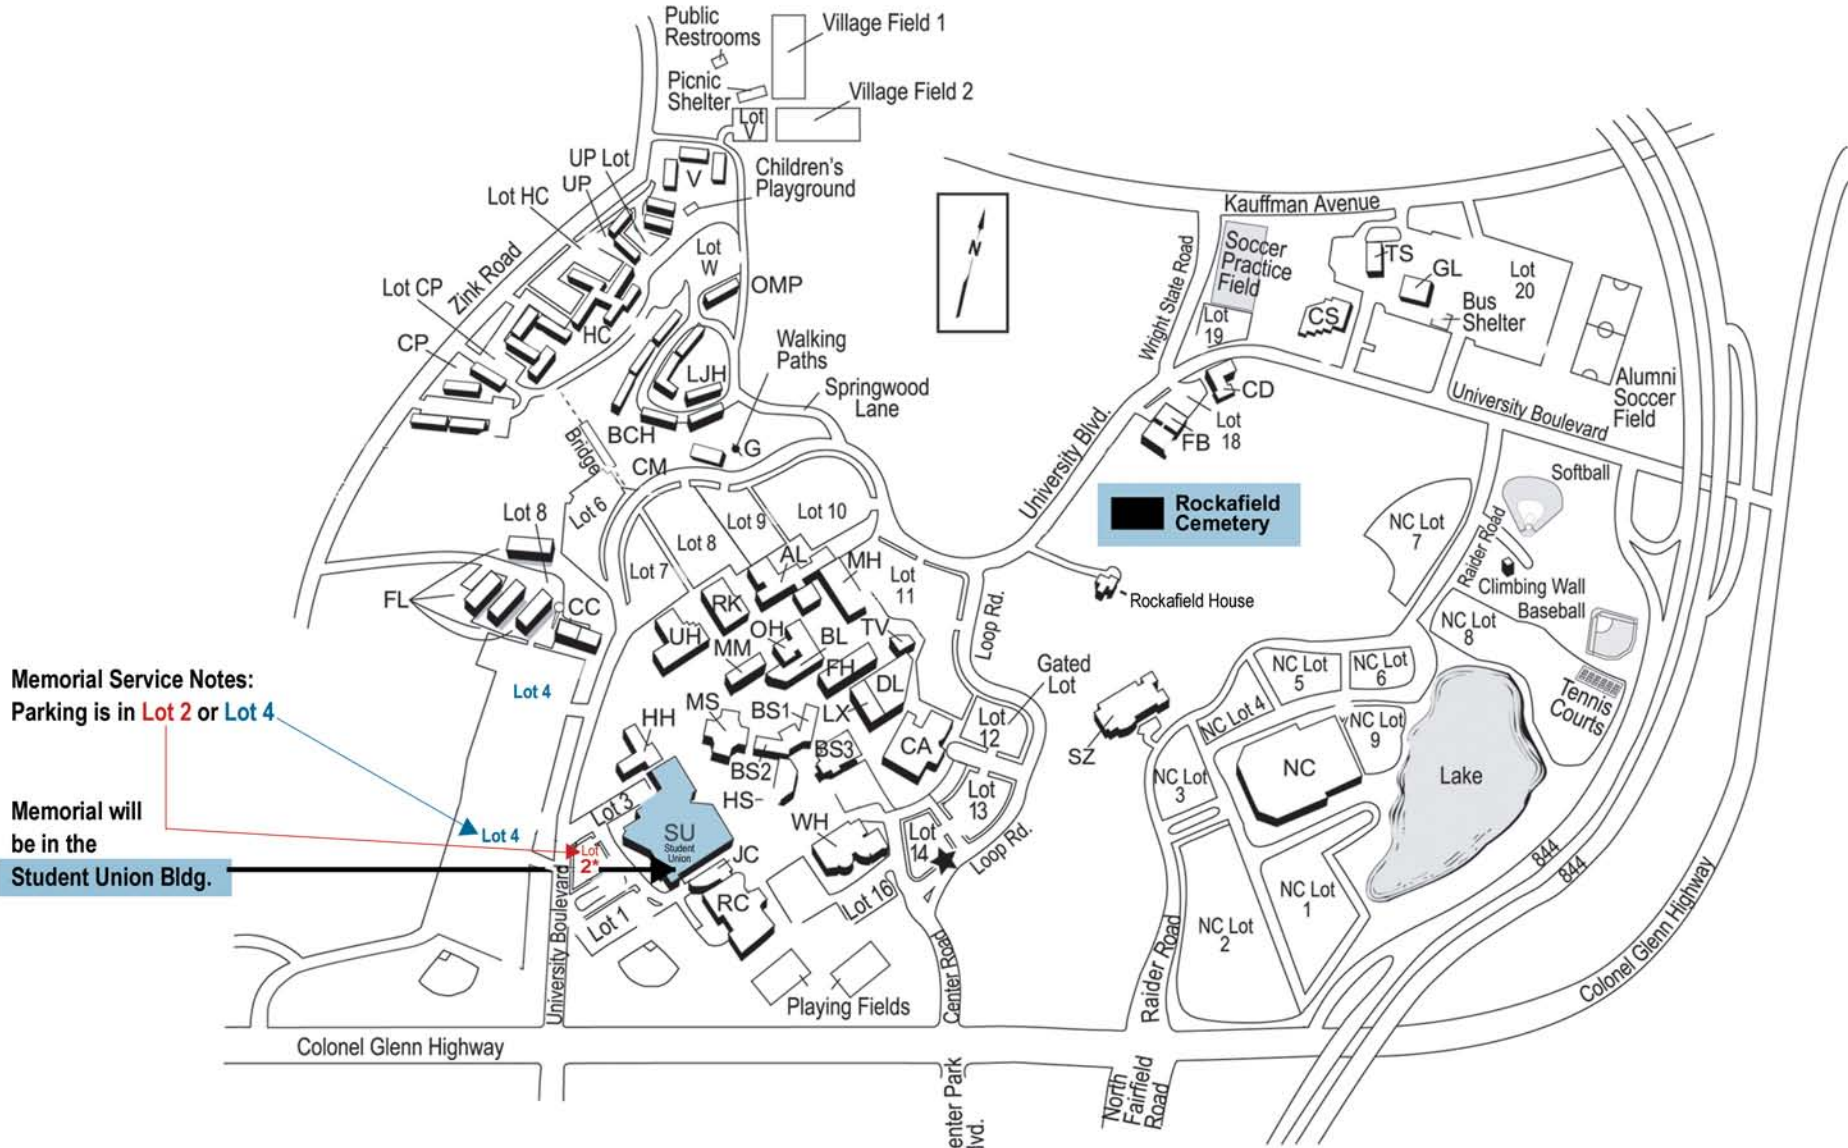 Public
Restrooms
Village Field 1
Picnic
Shelter
Village Field 2
Lot
V
UP Lot
UP
V
Children's
Playground
Lot HC
Lot
W
OMP
Zink Road
Lot CP
CP
HC
LJH
Walking
Paths
Springwood
Lane
BCH
Bridge
CM
G
N
Kauffman Avenue
Wright State Road
Soccer
Practice
Field
Lot
19
TS
GL
CS
Bus
Shelter
Lot
20
Alumni
Soccer
Field
University Boulevard
CD
Lot
18
FB
University Blvd.
Rockafield
Cemetery
Softball
NC Lot
7
Raider Road
Climbing Wall
Baseball
NC Lot
8
Tennis
Courts
Lot 6
Lot 8
Lot 7
Lot 8
Lot 9
Lot 10
AL
MH
Lot
11
FL
CC
RK
UH
OH
MM
BL
FH
TV
DL
LX
Loop Rd.
Rockafield House
Gated
Lot
Lot
12
SZ
NC Lot
5
NC Lot
6
NC Lot 4
NC Lot
9
NC
NC Lot
3
Lake
Memorial Service Notes:
Parking is in Lot 2 or Lot 4
Lot 4
HH
MS
BS1
BS2
BS3
CA
HS
Lot 3
Lot
13
Memorial will
be in the
Student Union Bldg.
Lot 4
Lot
2*
SU
Student
Union
JC
WH
Lot
14
Loop Rd.
RC
Lot 16
Lot 1
University Boulevard
Playing Fields
Center Road
Raider Road
NC Lot
2
NC Lot
1
844
844
Colonel Glenn Highway
Colonel Glenn Highway
enter Park
lvd.
North
Fairfield
Road